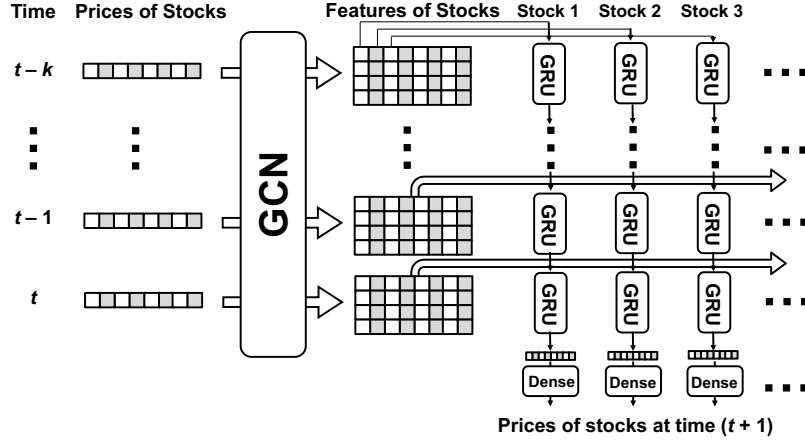 Time Prices of Stocks Features of Stocks Stock 1 Stock 2 Stock 3
t – k GRU GRU GRU
GCN
t – 1 GRU GRU GRU
t GRU GRU GRU
Dense Dense Dense
Prices of stocks at time (t + 1)